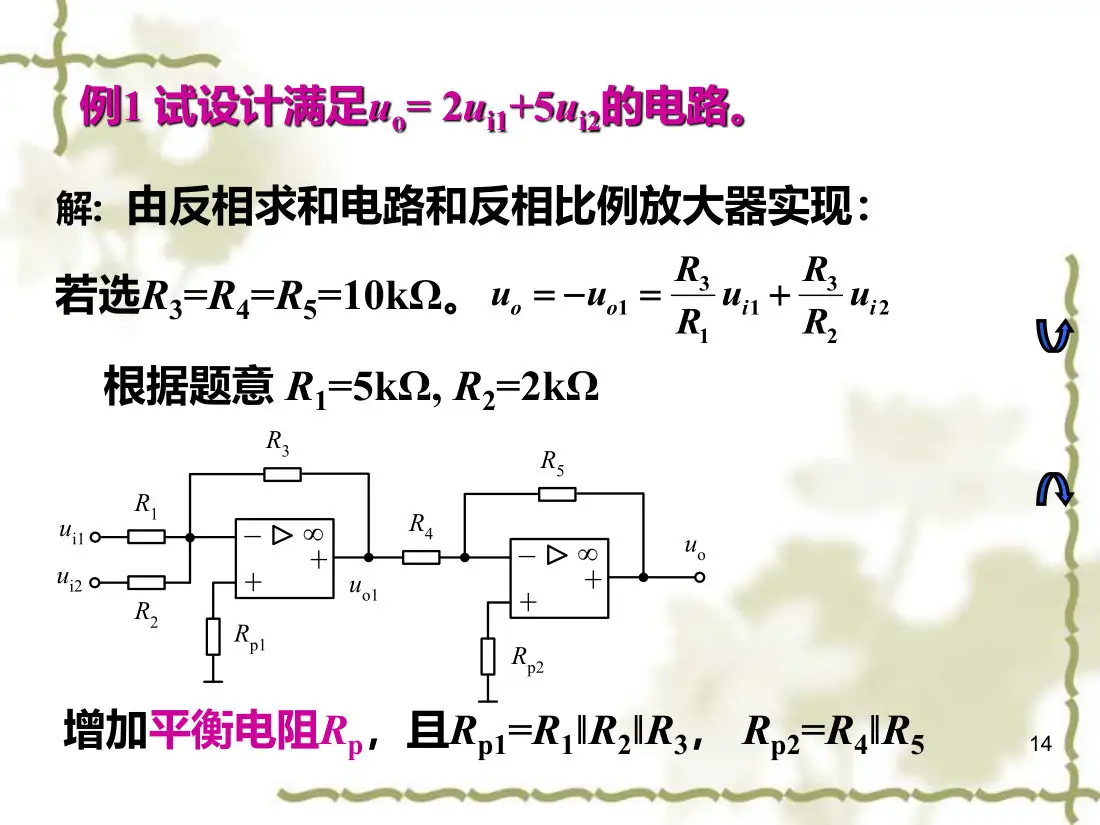 例1 试设计满足uo= 2ui1+5ui2的电路。
解: 由反相求和电路和反相比例放大器实现：
若选R3=R4=R5=10kΩ。 uo = −uo1 = R3/R1 ui1 + R3/R2 ui2
根据题意 R1=5kΩ, R2=2kΩ
R3
R5
R1
R4
ui1
− ▷ ∞
+
uo
ui2
+
uo1
− ▷ ∞
+
R2
+
Rp1
Rp2
增加平衡电阻Rp，且Rp1=R1‖R2‖R3， Rp2=R4‖R5
14